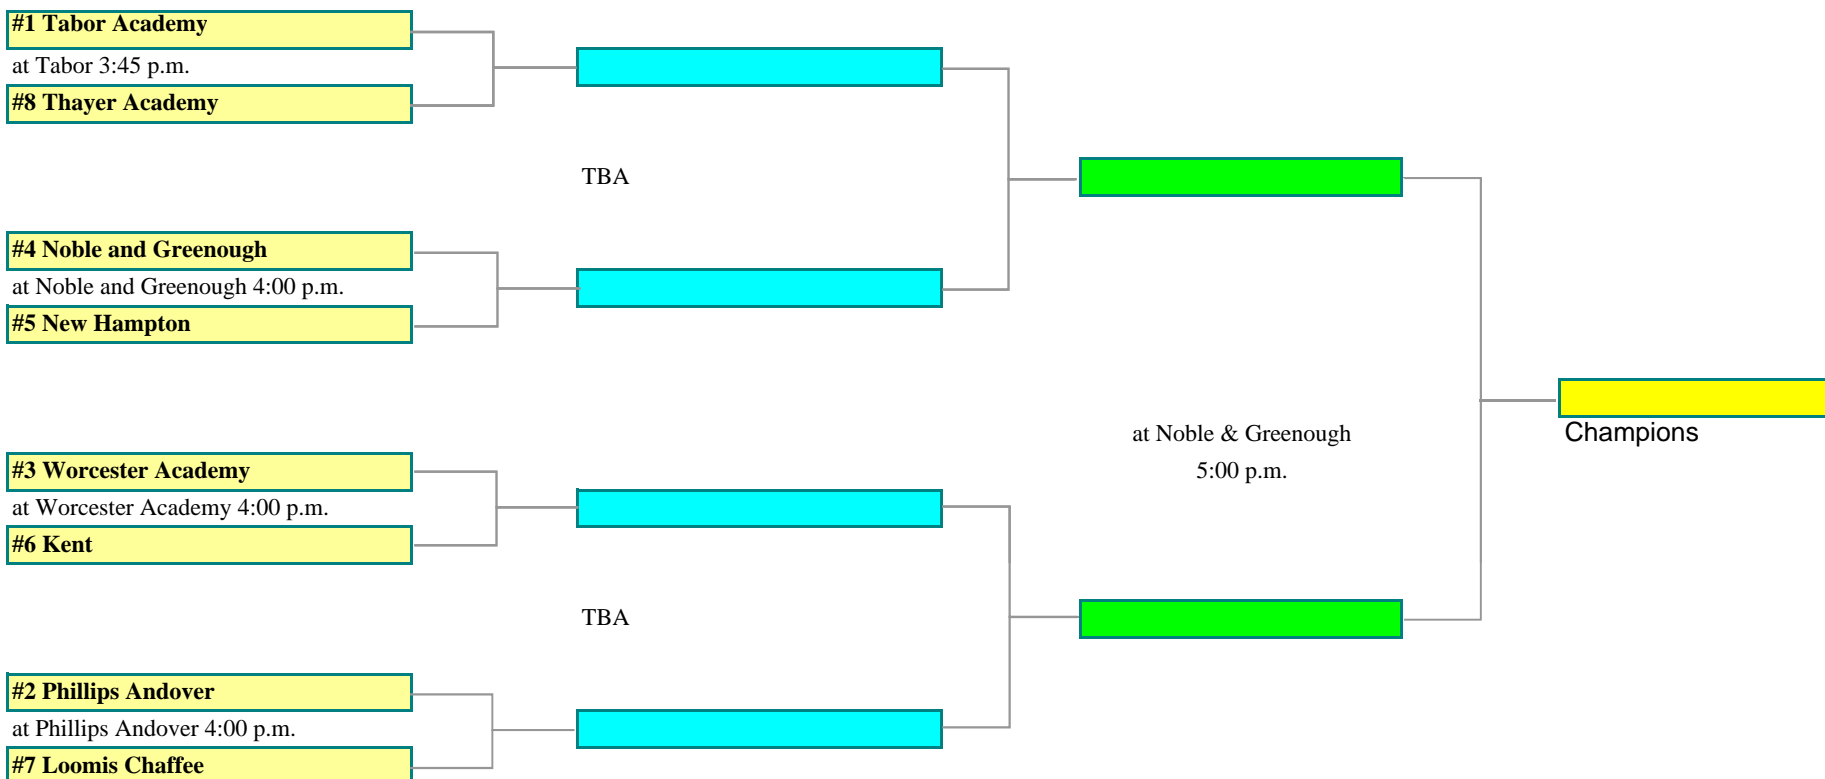 #1 Tabor Academy
at Tabor 3:45 p.m.
#8 Thayer Academy
TBA
#4 Noble and Greenough
at Noble and Greenough 4:00 p.m.
#5 New Hampton
at Noble & Greenough
5:00 p.m.
Champions
#3 Worcester Academy
at Worcester Academy 4:00 p.m.
#6 Kent
TBA
#2 Phillips Andover
at Phillips Andover 4:00 p.m.
#7 Loomis Chaffee